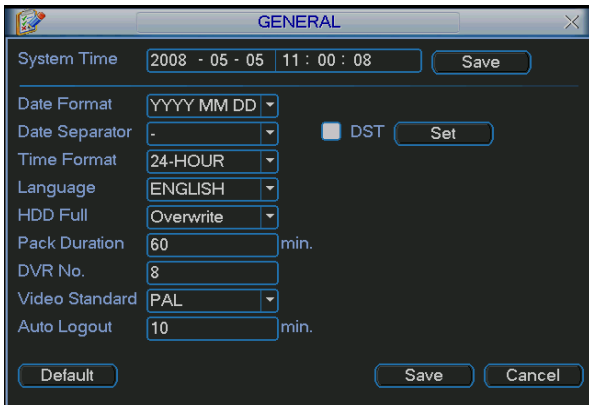 GENERAL
System Time 2008 - 05 - 05 11 : 00 : 08 Save
Date Format YYYY MM DD
Date Separator - DST Set
Time Format 24-HOUR
Language ENGLISH
HDD Full Overwrite
Pack Duration 60 min.
DVR No. 8
Video Standard PAL
Auto Logout 10 min.
Default Save Cancel